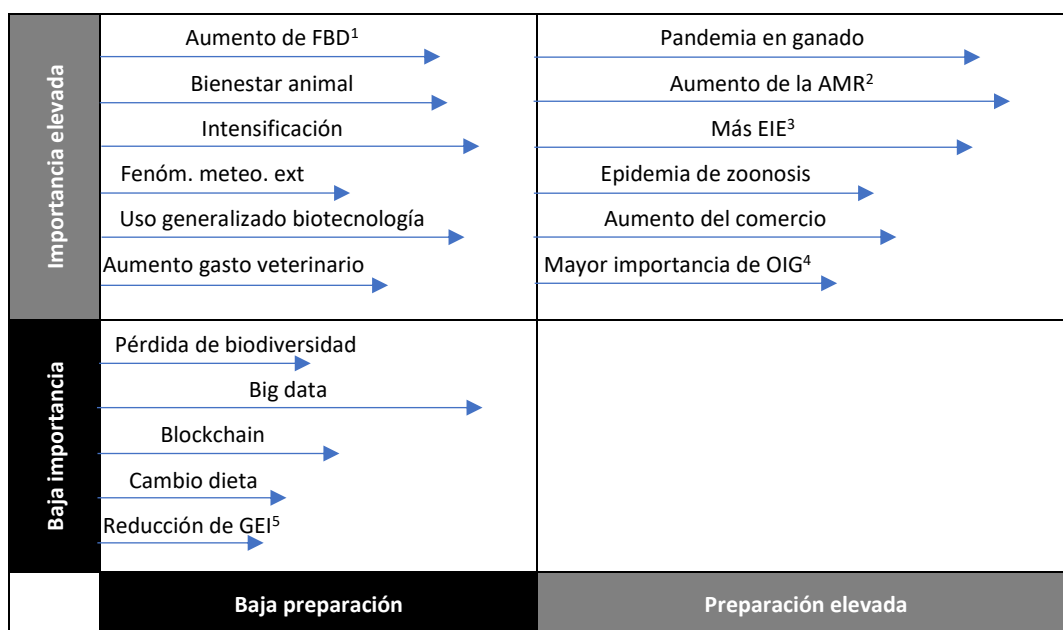 Importancia elevada
Aumento de FBD¹
Bienestar animal
Intensificación
Fenóm. meteo. ext
Uso generalizado biotecnología
Aumento gasto veterinario
Pandemia en ganado
Aumento de la AMR²
Más EIE³
Epidemia de zoonosis
Aumento del comercio
Mayor importancia de OIG⁴
Baja importancia
Pérdida de biodiversidad
Big data
Blockchain
Cambio dieta
Reducción de GEI⁵
Baja preparación
Preparación elevada